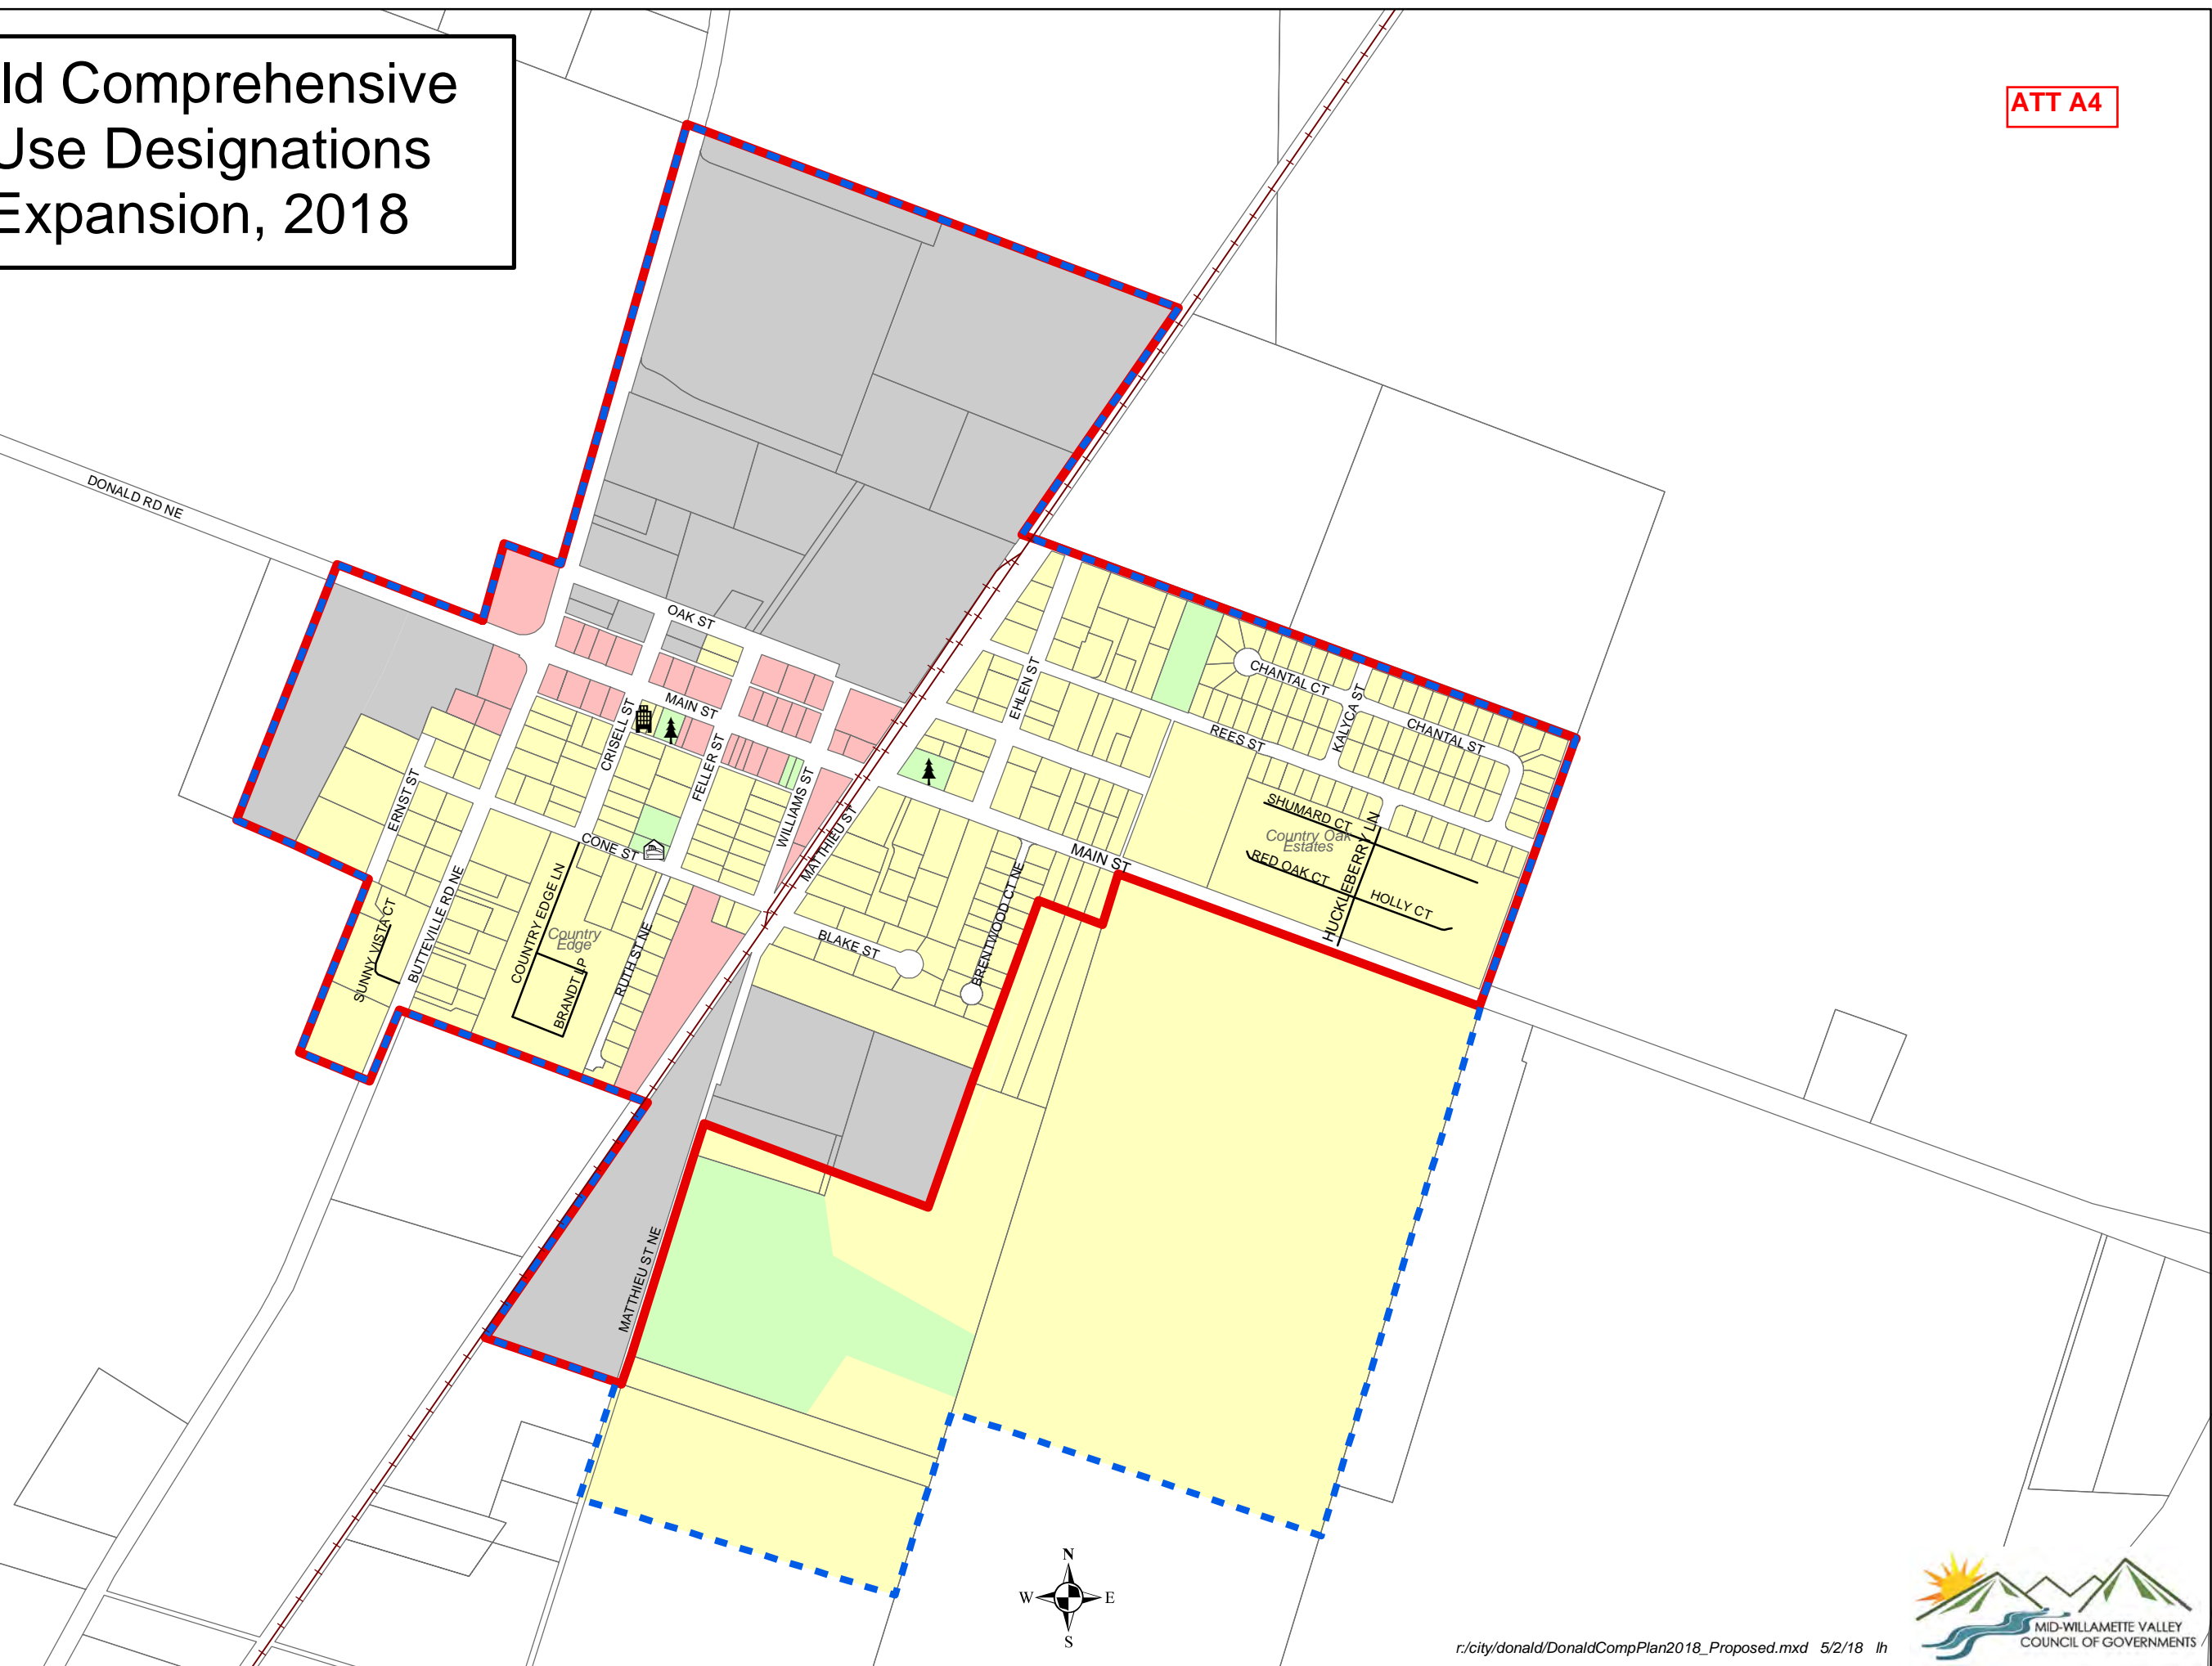 ld Comprehensive
Use Designations
Expansion, 2018
ATT A4
DONALD RD NE
OAK ST
MAIN ST
CRISELL ST
FELLER ST
WILLIAMS ST
MATTHIEU ST
EHLEN ST
CHANTAL CT
KALYCA ST
CHANTAL ST
REES ST
SHUMARD CT
Country Oak
Estates
RED OAK CT
HUCKLEBERRY LN
HOLLY CT
MAIN ST
ERNST ST
CONE ST
BUTTEVILLE RD NE
SUNNY VISTA CT
COUNTRY EDGE LN
Country
Edge
BRANDT LP
RUTH ST NE
BLAKE ST
BRENTWOOD CT NE
MATTHIEU ST NE
N
W
E
S
r:/city/donald/DonaldCompPlan2018_Proposed.mxd 5/2/18 lh
MID-WILLAMETTE VALLEY
COUNCIL OF GOVERNMENTS